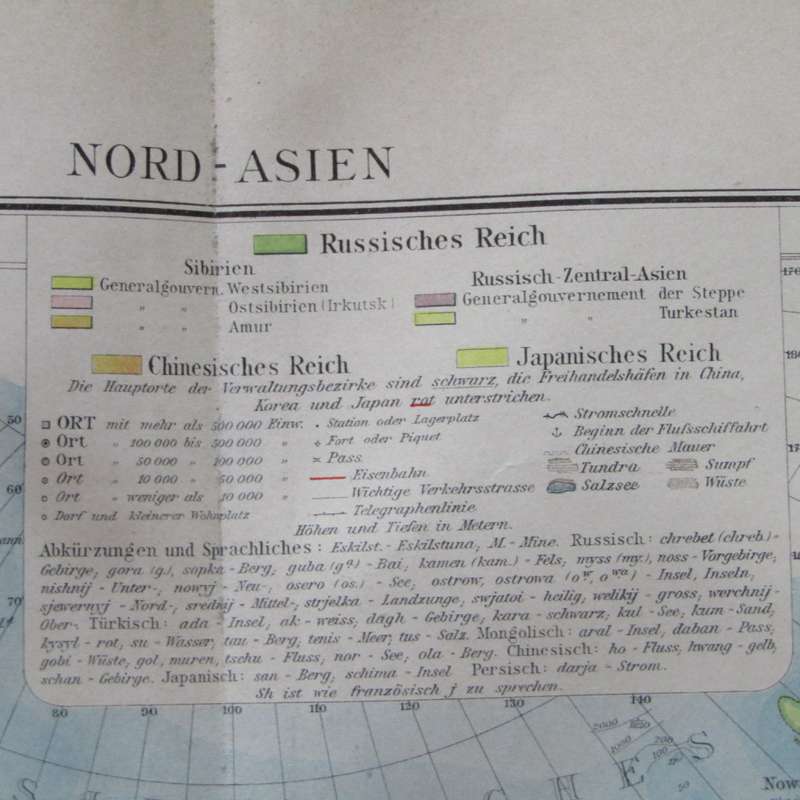 NORD-ASIEN
Russisches Reich
Sibirien
Generalgouvern. Westsibirien
" " Ostsibirien (Irkutsk)
" " Amur
Russisch-Zentral-Asien
Generalgouvernement der Steppe
" " Turkestan
Chinesisches Reich
Japanisches Reich
Die Hauptorte der Verwaltungsbezirke sind schwarz, die Freihandelshäfen in China,
Korea und Japan rot unterstrichen.
ORT mit mehr als 500 000 Einw.
Ort " 100 000 bis 500 000 "
Ort " 50 000 " 100 000 "
Ort " 10 000 " 50 000 "
Ort " weniger als 10 000 "
Dorf und kleinerer Wohnplatz
Station oder Lagerplatz
Fort oder Piquet
Pass
Eisenbahn
Wichtige Verkehrsstrasse
Telegraphenlinie
Stromschnelle
Beginn der Flufsschiffahrt
Chinesische Mauer
Tundra
Sumpf
Salzsee
Wüste
Höhen und Tiefen in Metern.
Abkürzungen und Sprachliches: Eskilst. - Eskilstuna, M. - Mine. Russisch: chrebet (chreb.) -
Gebirge, gora (g.), sopka - Berg, guba (gª) - Bai, kamen (kam.) - Fels, myss (my.), noss - Vorgebirge,
nishnij - Unter-, nowyj - Neu-, osero (os.) - See, ostrow, ostrowa (oʷ, oʷª) - Insel, Inseln,
sjewernyj - Nord-, srednij - Mittel-, strjelka - Landzunge, swjatoi - heilig, welikij - gross, werchnij -
Ober-. Türkisch: ada - Insel, ak - weiss, dagh - Gebirge, kara - schwarz, kul - See, kum - Sand,
kysyl - rot, su - Wasser, tau - Berg, tenis - Meer, tus - Salz. Mongolisch: aral - Insel, daban - Pass,
gobi - Wüste, gol, muren, tschu - Fluss, nor - See, ola - Berg. Chinesisch: ho - Fluss, hwang - gelb,
schan - Gebirge. Japanisch: san - Berg, schima - Insel Persisch: darja - Strom.
Sh ist wie französisch j zu sprechen.
50
60
70
80
90
100
110
120
130
140
2000
1000
200
100
50
C H E S
Now